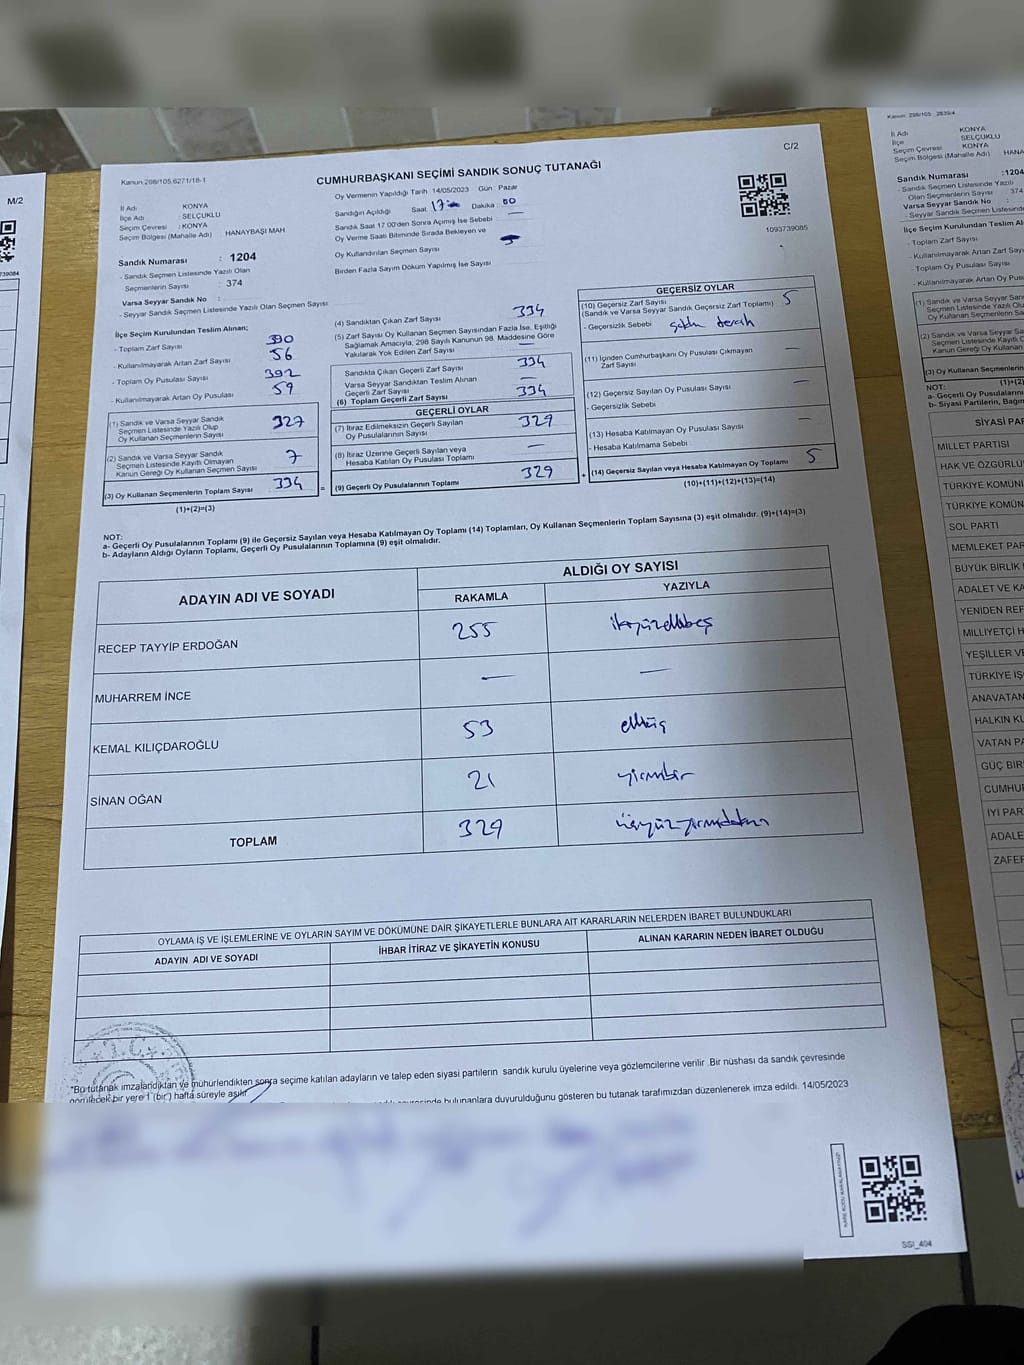 C/2
Kanun 298/105.6271/18-1
CUMHURBAŞKANI SEÇİMİ SANDIK SONUÇ TUTANAĞI
Oy Vermenin Yapıldığı Tarih : 14/05/2023 Gün : Pazar
İl Adı : KONYA
İlçe Adı : SELÇUKLU
Seçim Çevresi : KONYA
Seçim Bölgesi (Mahalle Adı) HANAYBAŞI MAH
Sandığın Açıldığı Saat 17 Dakika : 00
Sandık Saat 17:00'den Sonra Açılmış İse Sebebi
Oy Verme Saati Bitiminde Sırada Bekleyen ve
Oy Kullandırılan Seçmen Sayısı
Birden Fazla Sayım Döküm Yapılmış İse Sayısı
1093739085
Sandık Numarası : 1204
- Sandık Seçmen Listesinde Yazılı Olan
Seçmenlerin Sayısı : 374
Varsa Seyyar Sandık No :
- Seyyar Sandık Seçmen Listesinde Yazılı Olan Seçmen Sayısı
İlçe Seçim Kurulundan Teslim Alınan;
- Toplam Zarf Sayısı 390
- Kullanılmayarak Artan Zarf Sayısı 56
- Toplam Oy Pusulası Sayısı 392
- Kullanılmayarak Artan Oy Pusulası Sayısı 59
(1) Sandık ve Varsa Seyyar Sandık
Seçmen Listesinde Yazılı Olup
Oy Kullanan Seçmenlerin Sayısı 327
(2) Sandık ve Varsa Seyyar Sandık
Seçmen Listesinde Kayıtlı Olmayan
Kanun Gereği Oy Kullanan Seçmen Sayısı 7
(3) Oy Kullanan Seçmenlerin Toplam Sayısı 334
(1)+(2)=(3)
(4) Sandıktan Çıkan Zarf Sayısı 334
(5) Zarf Sayısı Oy Kullanan Seçmen Sayısından Fazla İse, Eşitliği
Sağlamak Amacıyla, 298 Sayılı Kanunun 98. Maddesine Göre
Yakılarak Yok Edilen Zarf Sayısı —
Sandıkta Çıkan Geçerli Zarf Sayısı 334
Varsa Seyyar Sandıktan Teslim Alınan
Geçerli Zarf Sayısı —
(6) Toplam Geçerli Zarf Sayısı 334
GEÇERLİ OYLAR
(7) İtiraz Edilmeksizin Geçerli Sayılan
Oy Pusulalarının Sayısı 329
(8) İtiraz Üzerine Geçerli Sayılan veya
Hesaba Katılan Oy Pusulası Toplamı —
= (9) Geçerli Oy Pusulalarının Toplamı 329
GEÇERSİZ OYLAR
(10) Geçersiz Zarf Sayısı
(Sandık ve Varsa Seyyar Sandık Geçersiz Zarf Toplamı) 5
- Geçersizlik Sebebi
(11) İçinden Cumhurbaşkanı Oy Pusulası Çıkmayan
Zarf Sayısı —
(12) Geçersiz Sayılan Oy Pusulası Sayısı —
- Geçersizlik Sebebi
(13) Hesaba Katılmayan Oy Pusulası Sayısı —
- Hesaba Katılmama Sebebi
+ (14) Geçersiz Sayılan veya Hesaba Katılmayan Oy Toplamı 5
(10)+(11)+(12)+(13)=(14)
NOT:
a- Geçerli Oy Pusulalarının Toplamı (9) ile Geçersiz Sayılan veya Hesaba Katılmayan Oy Toplamı (14) Toplamları, Oy Kullanan Seçmenlerin Toplam Sayısına (3) eşit olmalıdır. (9)+(14)=(3)
b- Adayların Aldığı Oyların Toplamı, Geçerli Oy Pusulalarının Toplamına (9) eşit olmalıdır.
ADAYIN ADI VE SOYADI
ALDIĞI OY SAYISI
RAKAMLA YAZIYLA
RECEP TAYYİP ERDOĞAN 255 ikiyüzellibeş
MUHARREM İNCE — —
KEMAL KILIÇDAROĞLU 53 elliüç
SİNAN OĞAN 21 yirmibir
TOPLAM 329 üçyüzyirmidokuz
OYLAMA İŞ VE İŞLEMLERİNE VE OYLARIN SAYIM VE DÖKÜMÜNE DAİR ŞİKAYETLERLE BUNLARA AİT KARARLARIN NELERDEN İBARET BULUNDUKLARI
ADAYIN ADI VE SOYADI İHBAR İTİRAZ VE ŞİKAYETİN KONUSU ALINAN KARARIN NEDEN İBARET OLDUĞU
*Bu tutanak imzalandıktan ve mühürlendikten sonra seçime katılan adayların ve talep eden siyasi partilerin sandık kurulu üyelerine veya gözlemcilerine verilir .Bir nüshası da sandık çevresinde
görülecek bir yere 1 (bir) hafta süreyle asılır
bulunanlara duyurulduğunu gösteren bu tutanak tarafımızdan düzenlenerek imza edildi. 14/05/2023
SSI_404
M/2
739084
Kanun: 298/105 2839/4
İl Adı KONYA
İlçe SELÇUKLU
Seçim Çevresi KONYA
Seçim Bölgesi (Mahalle Adı) HANA
Sandık Numarası :1204
- Sandık Seçmen Listesinde Yazılı
Olan Seçmenlerin Sayısı : 374
Varsa Seyyar Sandık No :
- Seyyar Sandık Seçmen Listesinde
İlçe Seçim Kurulundan Teslim Al
- Toplam Zarf Sayısı
- Kullanılmayarak Artan Zarf Say
- Toplam Oy Pusulası Sayısı
- Kullanılmayarak Artan Oy Pusu
(1) Sandık ve Varsa Seyyar San
Seçmen Listesinde Yazılı Olu
Oy Kullanan Seçmenlerin Sa
(3) Oy Kullanan Seçmenlerin
(1)+(2)
NOT:
a- Geçerli Oy Pusulalarının
b- Siyasi Partilerin, Bağım
SİYASİ PAR
MİLLET PARTİSİ
HAK VE ÖZGÜRLÜ
TÜRKİYE KOMÜNİ
TÜRKİYE KOMÜN
SOL PARTİ
MEMLEKET PAR
BÜYÜK BİRLİK
ADALET VE KA
YENİDEN REF
MİLLİYETÇİ H
YEŞİLLER VE
TÜRKİYE İŞ
ANAVATAN
HALKIN KU
VATAN PA
GÜÇ BİR
CUMHUR
İYİ PAR
ADALE
ZAFER